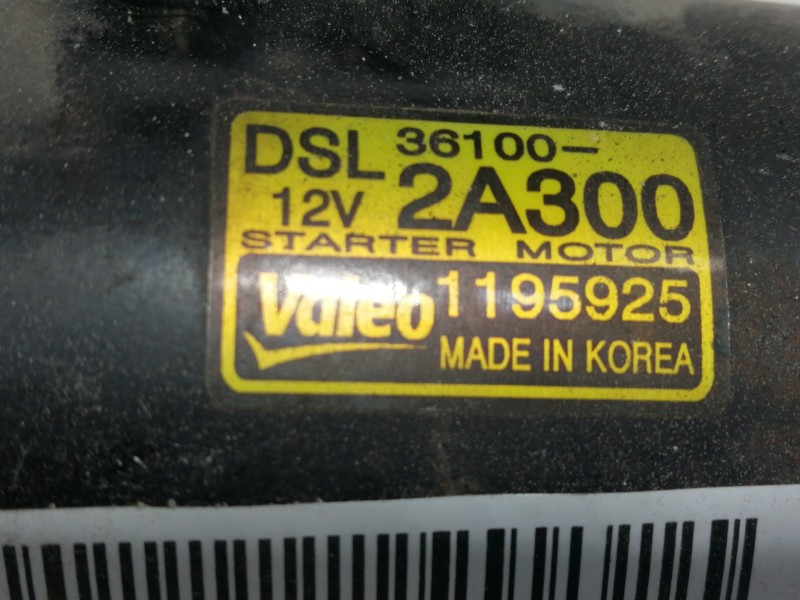 DSL 36100-
12V 2A300
STARTER MOTOR
Valeo 1195925
MADE IN KOREA